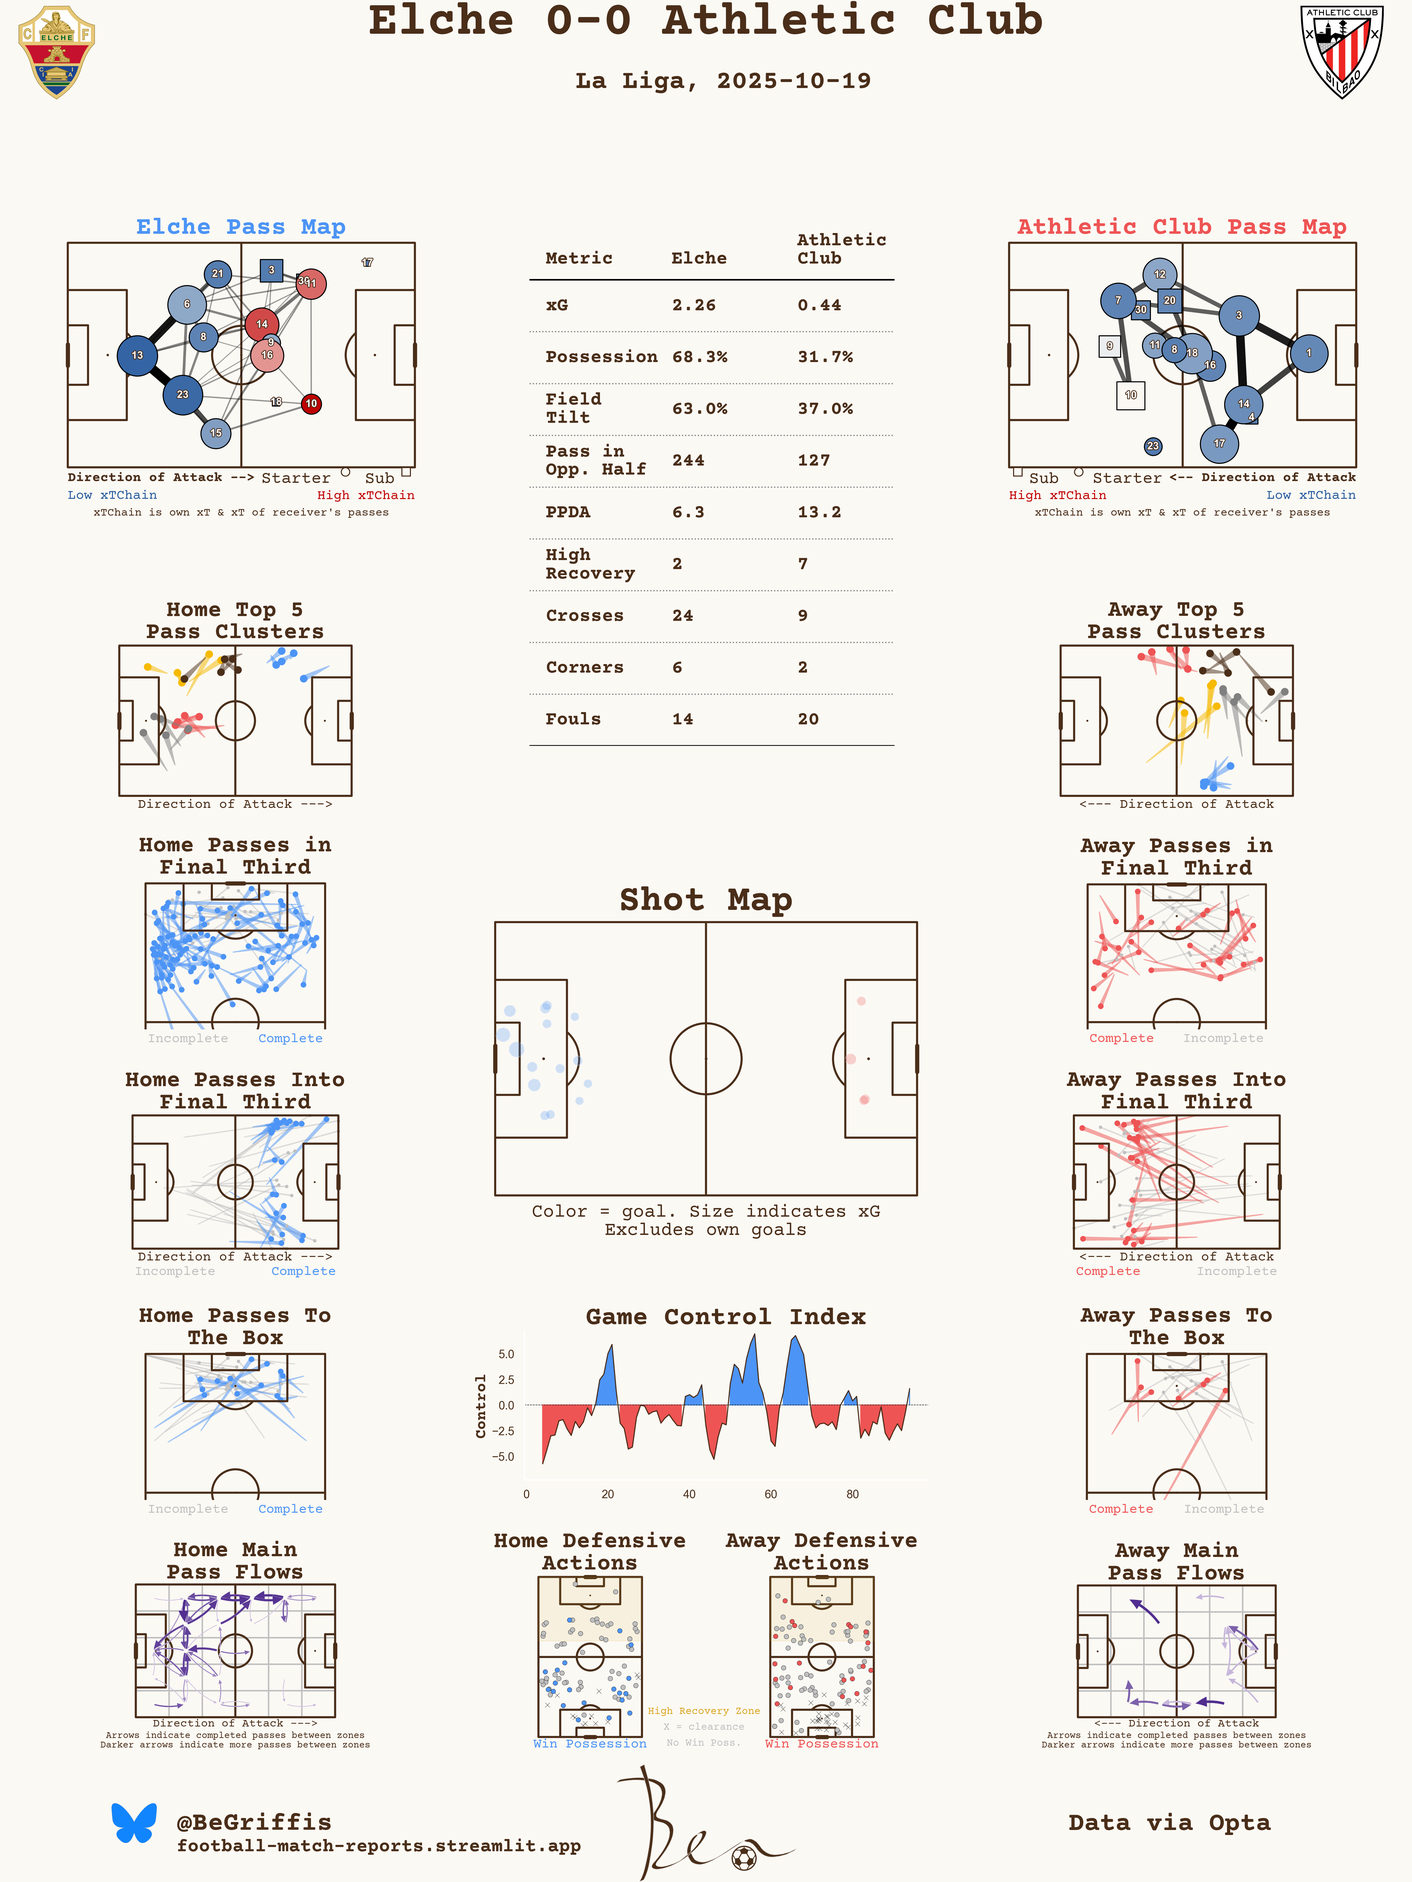 Elche 0-0 Athletic Club
La Liga, 2025-10-19
C F
ELCHE
ATHLETIC CLUB
BILBAO
Elche Pass Map
21
3
30
11
17
6
14
8
9
16
13
23
18
10
15
Direction of Attack --> Starter Sub
Low xTChain High xTChain
xTChain is own xT & xT of receiver's passes
Metric Elche Athletic Club
xG 2.26 0.44
Possession 68.3% 31.7%
Field Tilt 63.0% 37.0%
Pass in Opp. Half 244 127
PPDA 6.3 13.2
High Recovery 2 7
Crosses 24 9
Corners 6 2
Fouls 14 20
Athletic Club Pass Map
12
7
20
30
3
9
11
8
18
16
1
10
14
4
17
23
Sub Starter <-- Direction of Attack
High xTChain Low xTChain
xTChain is own xT & xT of receiver's passes
Home Top 5
Pass Clusters
Direction of Attack --->
Away Top 5
Pass Clusters
<--- Direction of Attack
Home Passes in
Final Third
Incomplete Complete
Away Passes in
Final Third
Complete Incomplete
Shot Map
Color = goal. Size indicates xG
Excludes own goals
Home Passes Into
Final Third
Direction of Attack --->
Incomplete Complete
Away Passes Into
Final Third
<--- Direction of Attack
Complete Incomplete
Home Passes To
The Box
Incomplete Complete
Game Control Index
Control
5.0
2.5
0.0
−2.5
−5.0
0 20 40 60 80
Away Passes To
The Box
Complete Incomplete
Home Main
Pass Flows
Direction of Attack --->
Arrows indicate completed passes between zones
Darker arrows indicate more passes between zones
Home Defensive
Actions
Win Possession
High Recovery Zone
X = clearance
No Win Poss.
Away Defensive
Actions
Win Possession
Away Main
Pass Flows
<--- Direction of Attack
Arrows indicate completed passes between zones
Darker arrows indicate more passes between zones
@BeGriffis
football-match-reports.streamlit.app
Ben
Data via Opta